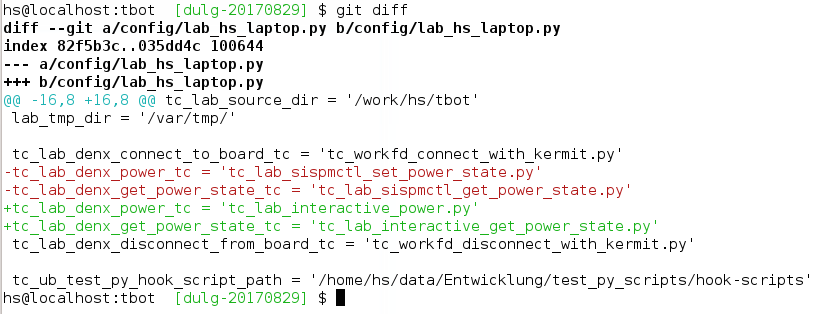 hs@localhost:tbot  [dulg-20170829] $ git diff
diff --git a/config/lab_hs_laptop.py b/config/lab_hs_laptop.py
index 82f5b3c..035dd4c 100644
--- a/config/lab_hs_laptop.py
+++ b/config/lab_hs_laptop.py
@@ -16,8 +16,8 @@ tc_lab_source_dir = '/work/hs/tbot'
 lab_tmp_dir = '/var/tmp/'

 tc_lab_denx_connect_to_board_tc = 'tc_workfd_connect_with_kermit.py'
-tc_lab_denx_power_tc = 'tc_lab_sispmctl_set_power_state.py'
-tc_lab_denx_get_power_state_tc = 'tc_lab_sispmctl_get_power_state.py'
+tc_lab_denx_power_tc = 'tc_lab_interactive_power.py'
+tc_lab_denx_get_power_state_tc = 'tc_lab_interactive_get_power_state.py'
 tc_lab_denx_disconnect_from_board_tc = 'tc_workfd_disconnect_with_kermit.py'

 tc_ub_test_py_hook_script_path = '/home/hs/data/Entwicklung/test_py_scripts/hook-scripts'
hs@localhost:tbot  [dulg-20170829] $